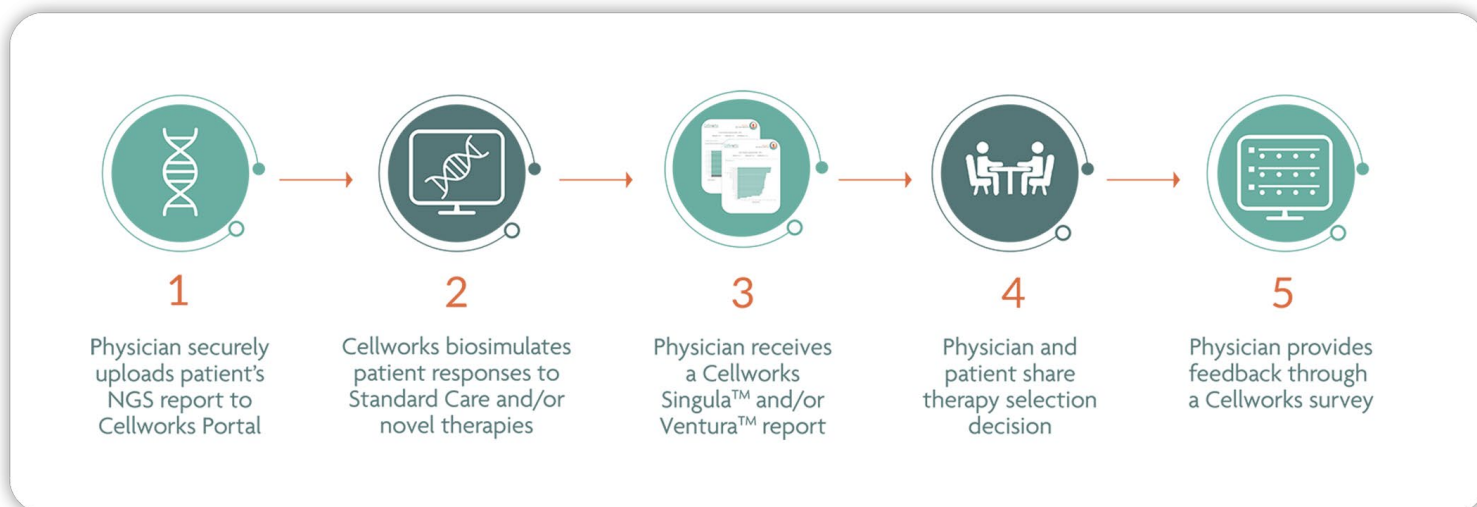 1
Physician securely
uploads patient’s
NGS report to
Cellworks Portal
2
Cellworks biosimulates
patient responses to
Standard Care and/or
novel therapies
3
Physician receives
a Cellworks
Singula™ and/or
Ventura™ report
4
Physician and
patient share
therapy selection
decision
5
Physician provides
feedback through
a Cellworks survey